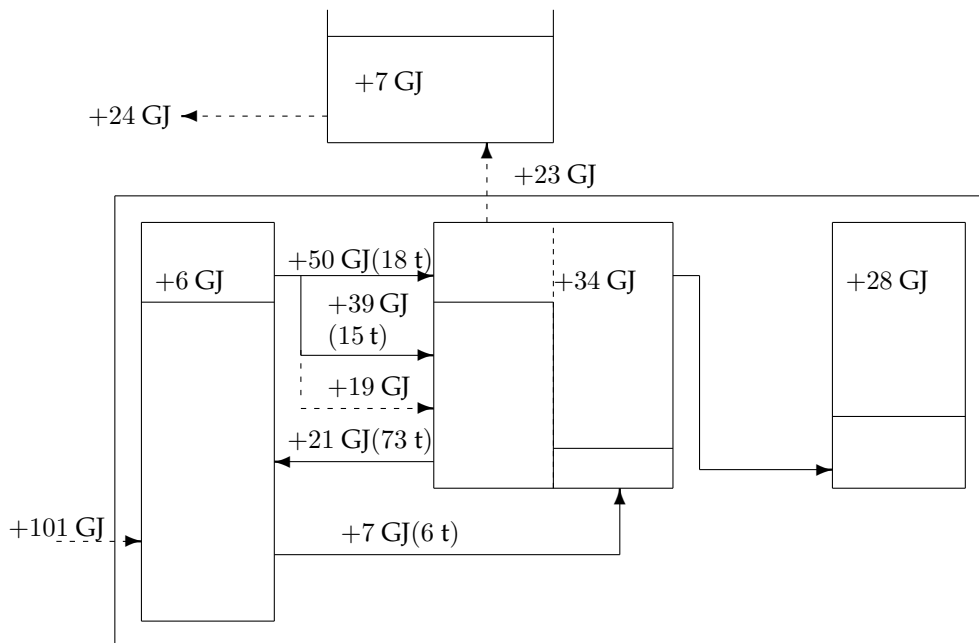 +7 GJ
+24 GJ
+23 GJ
+50 GJ(18 t)
+6 GJ
+34 GJ
+28 GJ
+39 GJ
(15 t)
+19 GJ
+21 GJ(73 t)
+101 GJ
+7 GJ(6 t)